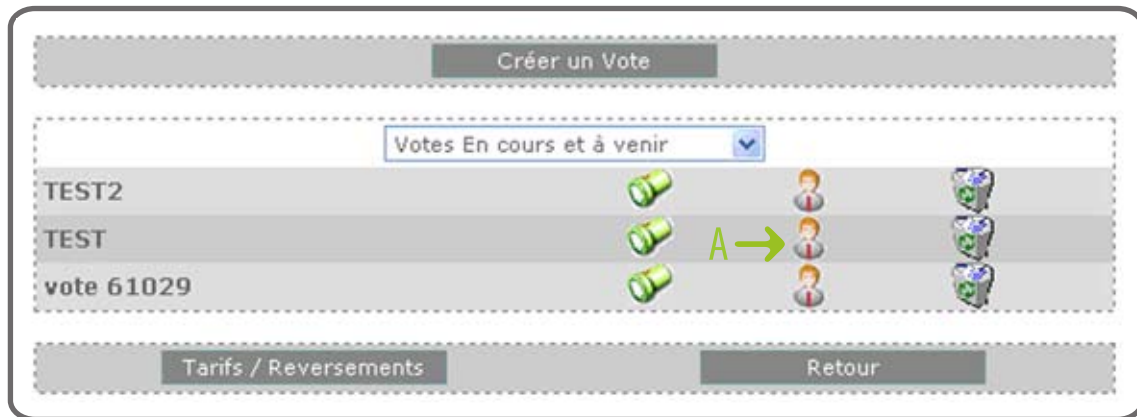 Créer un Vote
Votes En cours et à venir
TEST2
TEST A
vote 61029
Tarifs / Reversements Retour